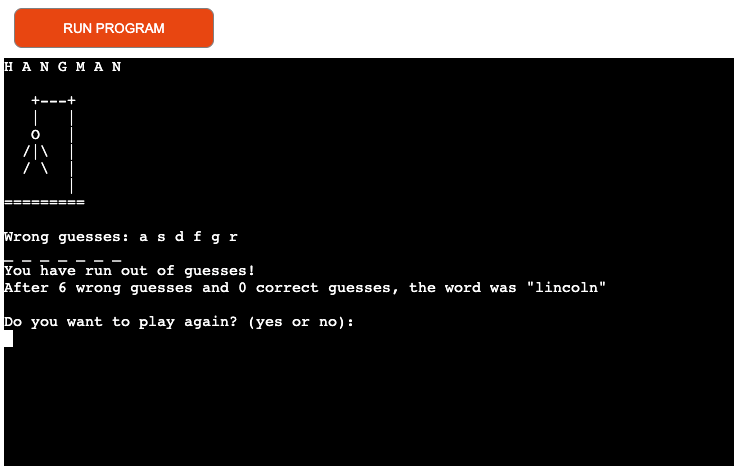 RUN PROGRAM
H A N G M A N
   +---+
   |   |
   O   |
  /|\  |
  / \  |
       |
=========
Wrong guesses: a s d f g r
_ _ _ _ _ _ _
You have run out of guesses!
After 6 wrong guesses and 0 correct guesses, the word was "lincoln"
Do you want to play again? (yes or no):